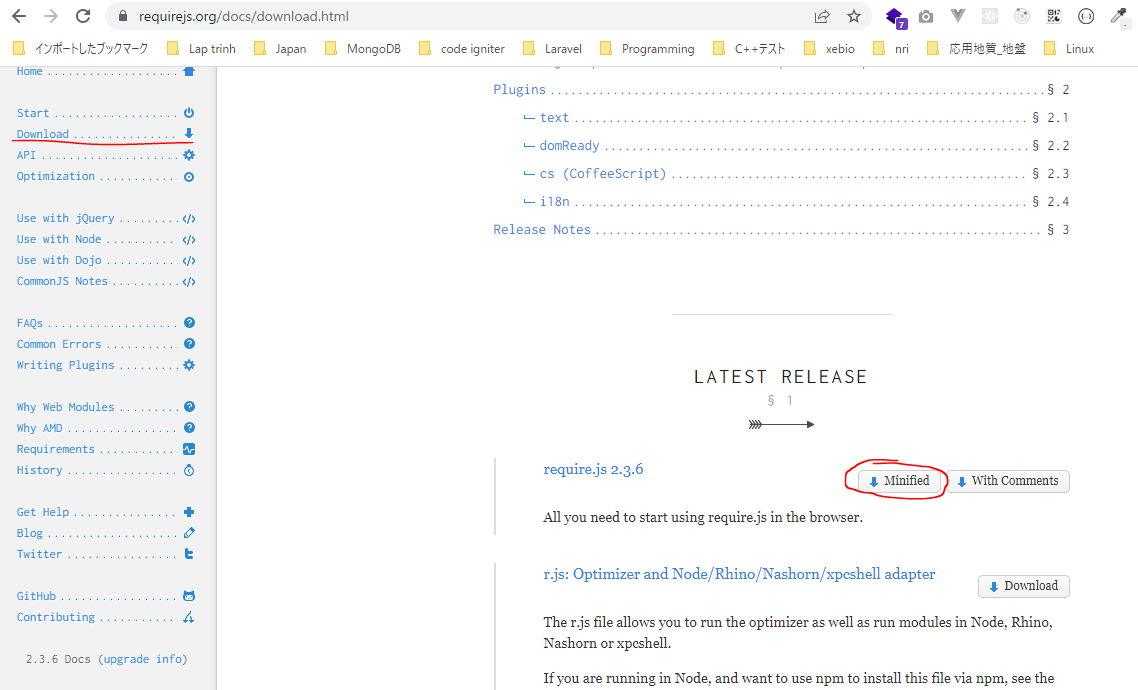 requirejs.org/docs/download.html
7
インポートしたブックマーク Lap trinh Japan MongoDB code igniter Laravel Programming C++テスト xebio nri 応用地質_地盤 Linux
Home
Start
Download
API
Optimization
Use with jQuery </>
Use with Node </>
Use with Dojo </>
CommonJS Notes </>
FAQs ?
Common Errors ?
Writing Plugins
Why Web Modules ?
Why AMD ?
Requirements
History
Get Help
Blog
Twitter
GitHub
Contributing
2.3.6 Docs (upgrade info)
Plugins § 2
text § 2.1
domReady § 2.2
cs (CoffeeScript) § 2.3
i18n § 2.4
Release Notes § 3
LATEST RELEASE
§ 1
require.js 2.3.6 Minified With Comments
All you need to start using require.js in the browser.
r.js: Optimizer and Node/Rhino/Nashorn/xpcshell adapter Download
The r.js file allows you to run the optimizer as well as run modules in Node, Rhino,
Nashorn or xpcshell.
If you are running in Node, and want to use npm to install this file via npm, see the